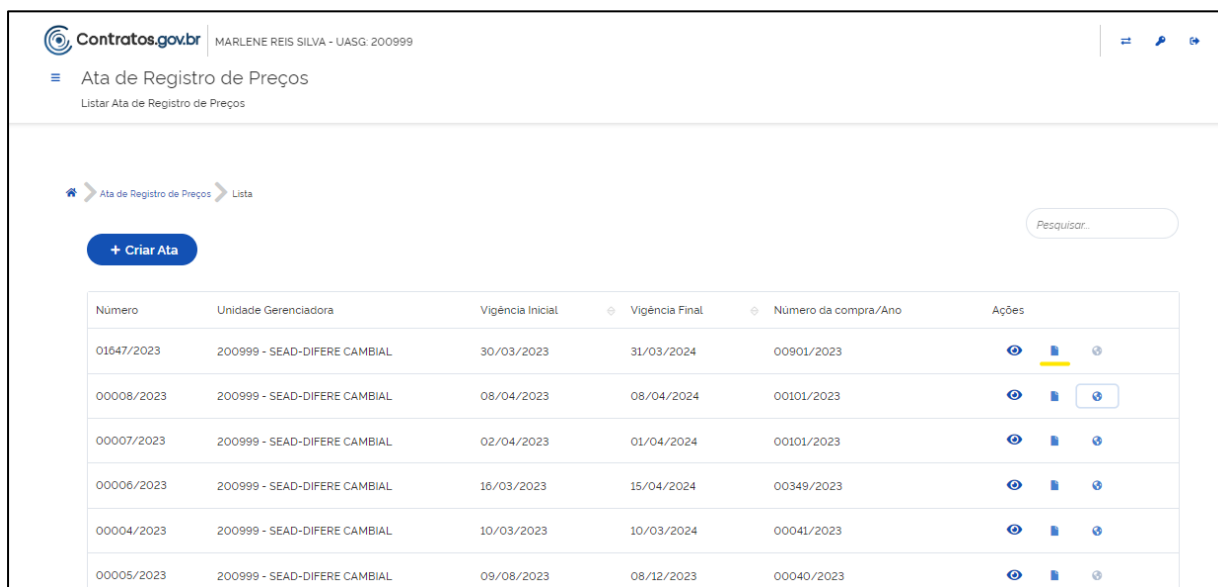 Contratos.gov.br MARLENE REIS SILVA - UASG: 200999
Ata de Registro de Preços
Listar Ata de Registro de Preços
Ata de Registro de Preços Lista
Pesquisar...
+ Criar Ata
Número Unidade Gerenciadora Vigência Inicial Vigência Final Número da compra/Ano Ações
01647/2023 200999 - SEAD-DIFERE CAMBIAL 30/03/2023 31/03/2024 00901/2023
00008/2023 200999 - SEAD-DIFERE CAMBIAL 08/04/2023 08/04/2024 00101/2023
00007/2023 200999 - SEAD-DIFERE CAMBIAL 02/04/2023 01/04/2024 00101/2023
00006/2023 200999 - SEAD-DIFERE CAMBIAL 16/03/2023 15/04/2024 00349/2023
00004/2023 200999 - SEAD-DIFERE CAMBIAL 10/03/2023 10/03/2024 00041/2023
00005/2023 200999 - SEAD-DIFERE CAMBIAL 09/08/2023 08/12/2023 00040/2023